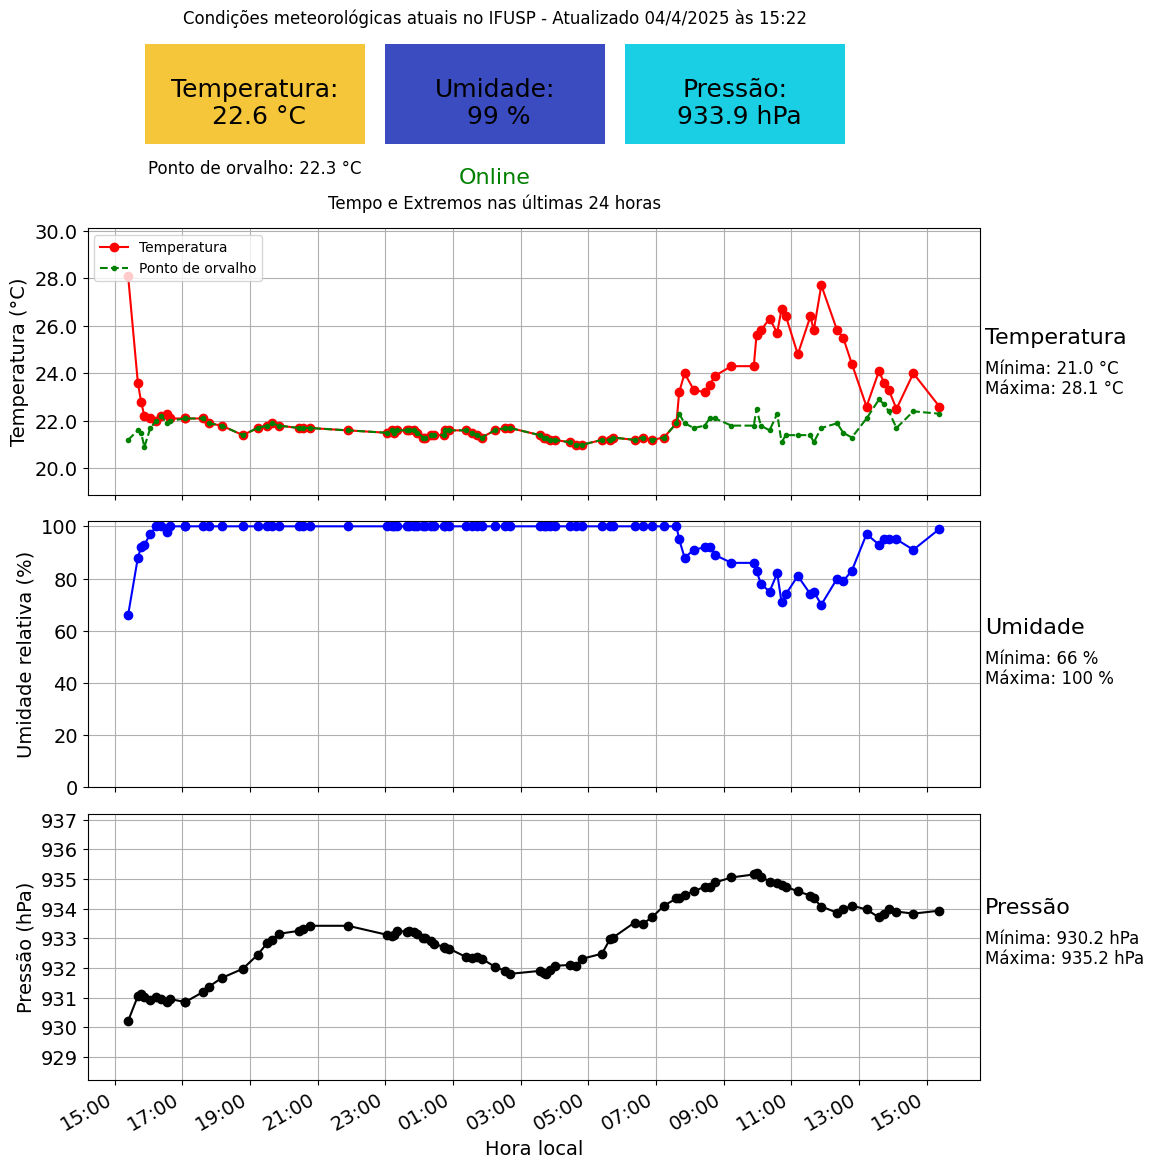 Condições meteorológicas atuais no IFUSP - Atualizado 04/4/2025 às 15:22
Temperatura:
22.6 °C
Umidade:
99 %
Pressão:
933.9 hPa
Ponto de orvalho: 22.3 °C
Online
Tempo e Extremos nas últimas 24 horas
Temperatura (°C)
30.0
28.0
26.0
24.0
22.0
20.0
Temperatura
Ponto de orvalho
Temperatura
Mínima: 21.0 °C
Máxima: 28.1 °C
Umidade relativa (%)
100
80
60
40
20
0
Umidade
Mínima: 66 %
Máxima: 100 %
Pressão (hPa)
937
936
935
934
933
932
931
930
929
Pressão
Mínima: 930.2 hPa
Máxima: 935.2 hPa
15:00 17:00 19:00 21:00 23:00 01:00 03:00 05:00 07:00 09:00 11:00 13:00 15:00
Hora local